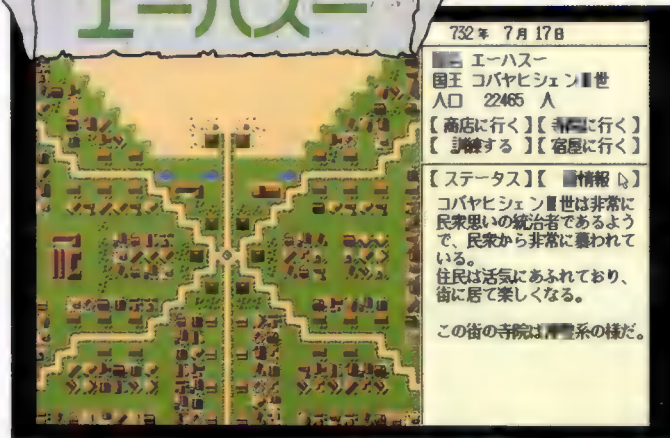 エーハスー
732年 7月17日
エーハスー
国王 コバヤヒシェン 世
人口 22465 人
【 商店に行く 】【 に行く 】
【 訓練する 】【 宿屋に行く 】
【 ステータス 】【 情報 】
コバヤヒシェン 世は非常に
民衆思いの統治者であるよう
で、民衆から非常に慕われて
いる。
住民は活気にあふれており、
街に居て楽しくなる。
この街の寺院は 系の様だ。